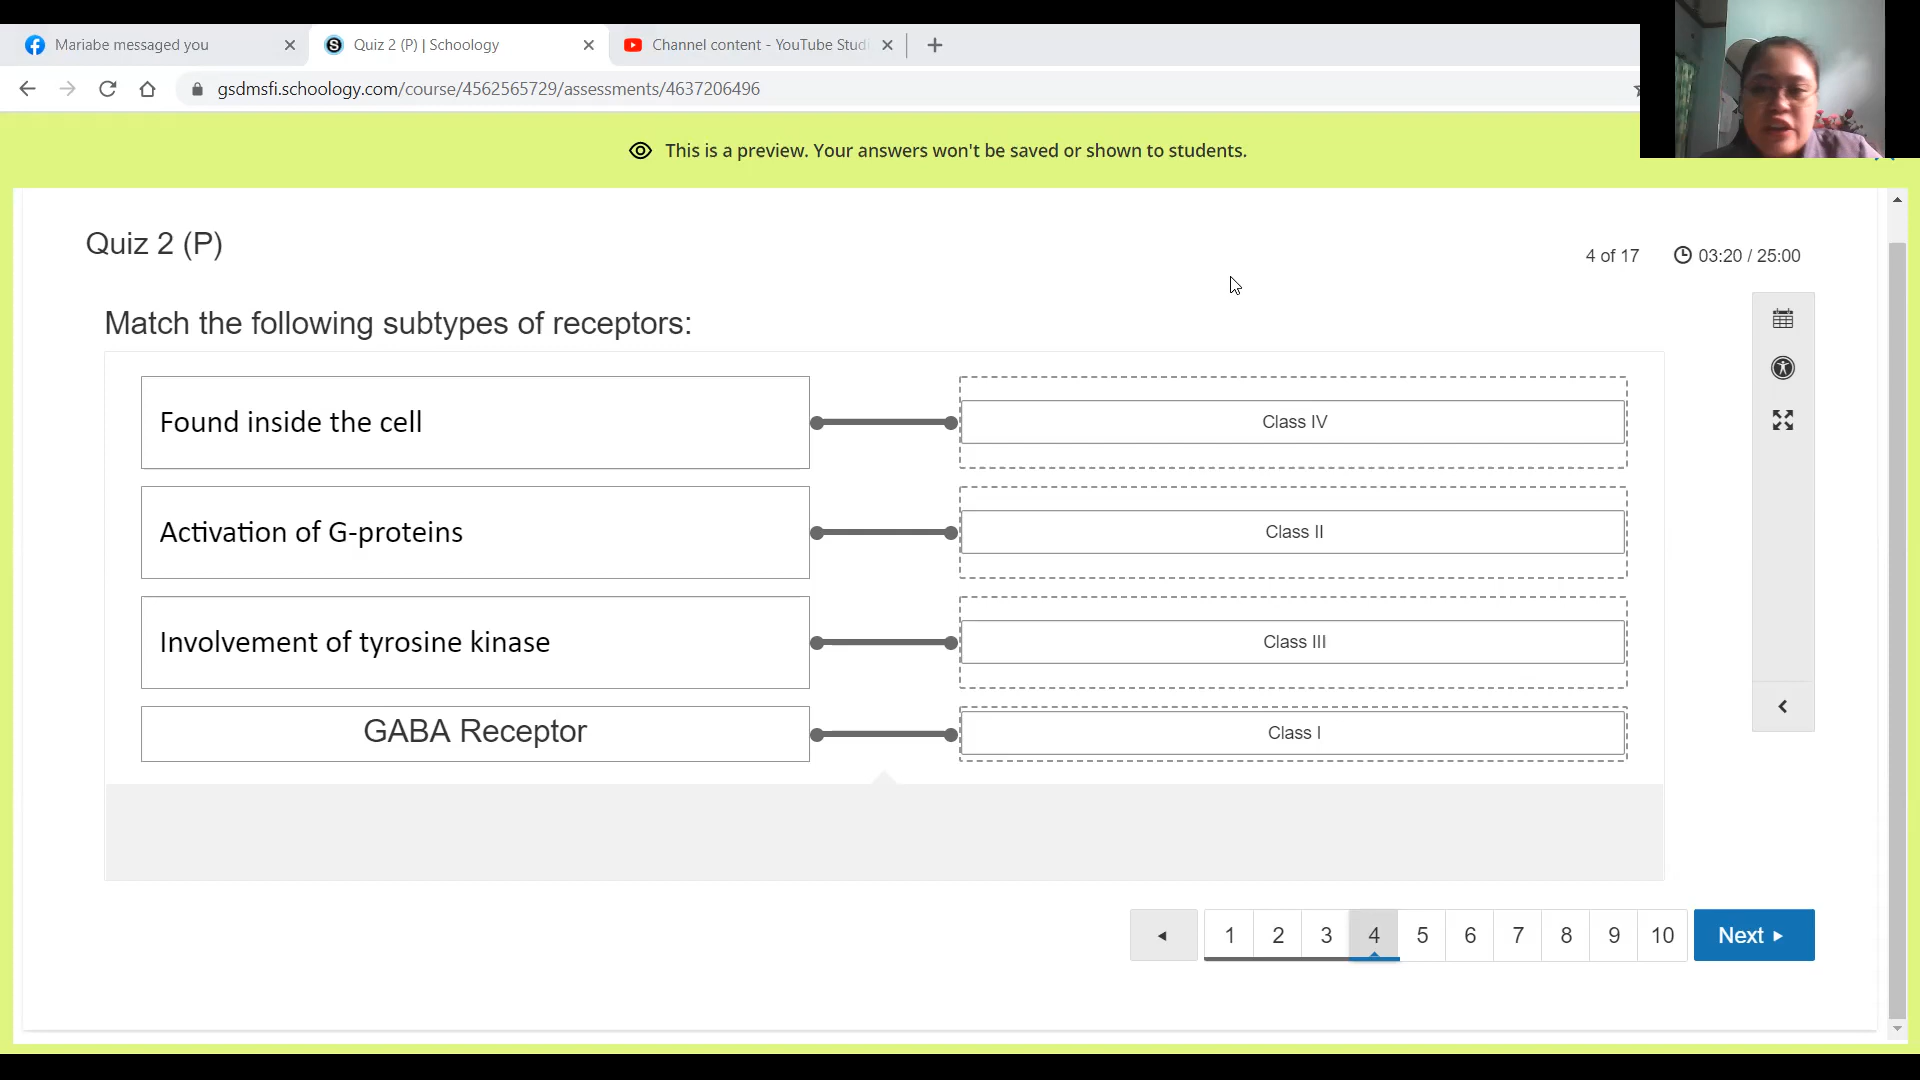 Mariabe messaged you
Quiz 2 (P) | Schoology
Channel content - YouTube Studi
gsdmsfi.schoology.com/course/4562565729/assessments/4637206496
This is a preview. Your answers won't be saved or shown to students.
Quiz 2 (P)
4 of 17
03:20 / 25:00
Match the following subtypes of receptors:
Found inside the cell
Class IV
Activation of G-proteins
Class II
Involvement of tyrosine kinase
Class III
GABA Receptor
Class I
1 2 3 4 5 6 7 8 9 10 Next